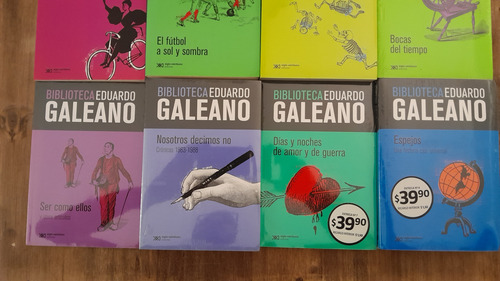 El fútbol
a sol y sombra
Bocas
del tiempo
BIBLIOTECA EDUARDO
GALEANO
Ser como ellos
BIBLIOTECA EDUARDO
GALEANO
Nosotros decimos no
BIBLIOTECA EDUARDO
GALEANO
Días y noches
de amor y de guerra
$39,90
BIBLIOTECA EDUARDO
GALEANO
Espejos
$39,90